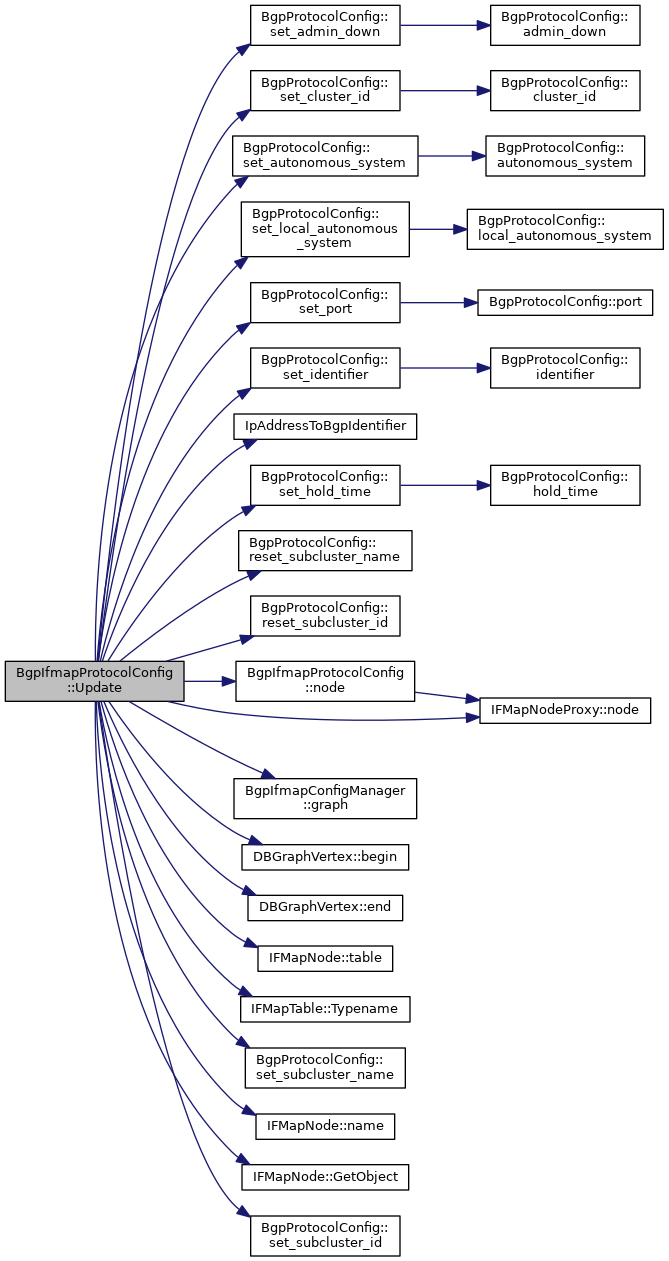 BgpProtocolConfig::
set_admin_down
BgpProtocolConfig::
admin_down
BgpProtocolConfig::
set_cluster_id
BgpProtocolConfig::
cluster_id
BgpProtocolConfig::
set_autonomous_system
BgpProtocolConfig::
autonomous_system
BgpProtocolConfig::
set_local_autonomous
_system
BgpProtocolConfig::
local_autonomous_system
BgpProtocolConfig::
set_port
BgpProtocolConfig::port
BgpProtocolConfig::
set_identifier
BgpProtocolConfig::
identifier
IpAddressToBgpIdentifier
BgpProtocolConfig::
set_hold_time
BgpProtocolConfig::
hold_time
BgpProtocolConfig::
reset_subcluster_name
BgpProtocolConfig::
reset_subcluster_id
BgpIfmapProtocolConfig
::Update
BgpIfmapProtocolConfig
::node
IFMapNodeProxy::node
BgpIfmapConfigManager
::graph
DBGraphVertex::begin
DBGraphVertex::end
IFMapNode::table
IFMapTable::Typename
BgpProtocolConfig::
set_subcluster_name
IFMapNode::name
IFMapNode::GetObject
BgpProtocolConfig::
set_subcluster_id